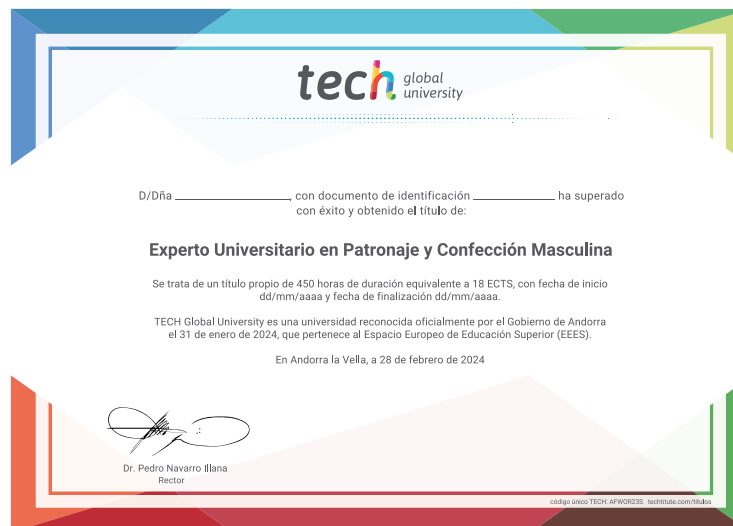 tech global university
D/Dña ________________, con documento de identificación ___________ ha superado
con éxito y obtenido el título de:
Experto Universitario en Patronaje y Confección Masculina
Se trata de un título propio de 450 horas de duración equivalente a 18 ECTS, con fecha de inicio
dd/mm/aaaa y fecha de finalización dd/mm/aaaa.
TECH Global University es una universidad reconocida oficialmente por el Gobierno de Andorra
el 31 de enero de 2024, que pertenece al Espacio Europeo de Educación Superior (EEES).
En Andorra la Vella, a 28 de febrero de 2024
Dr. Pedro Navarro Illana
Rector
código único TECH: AFWOR23S techtitute.com/titulos